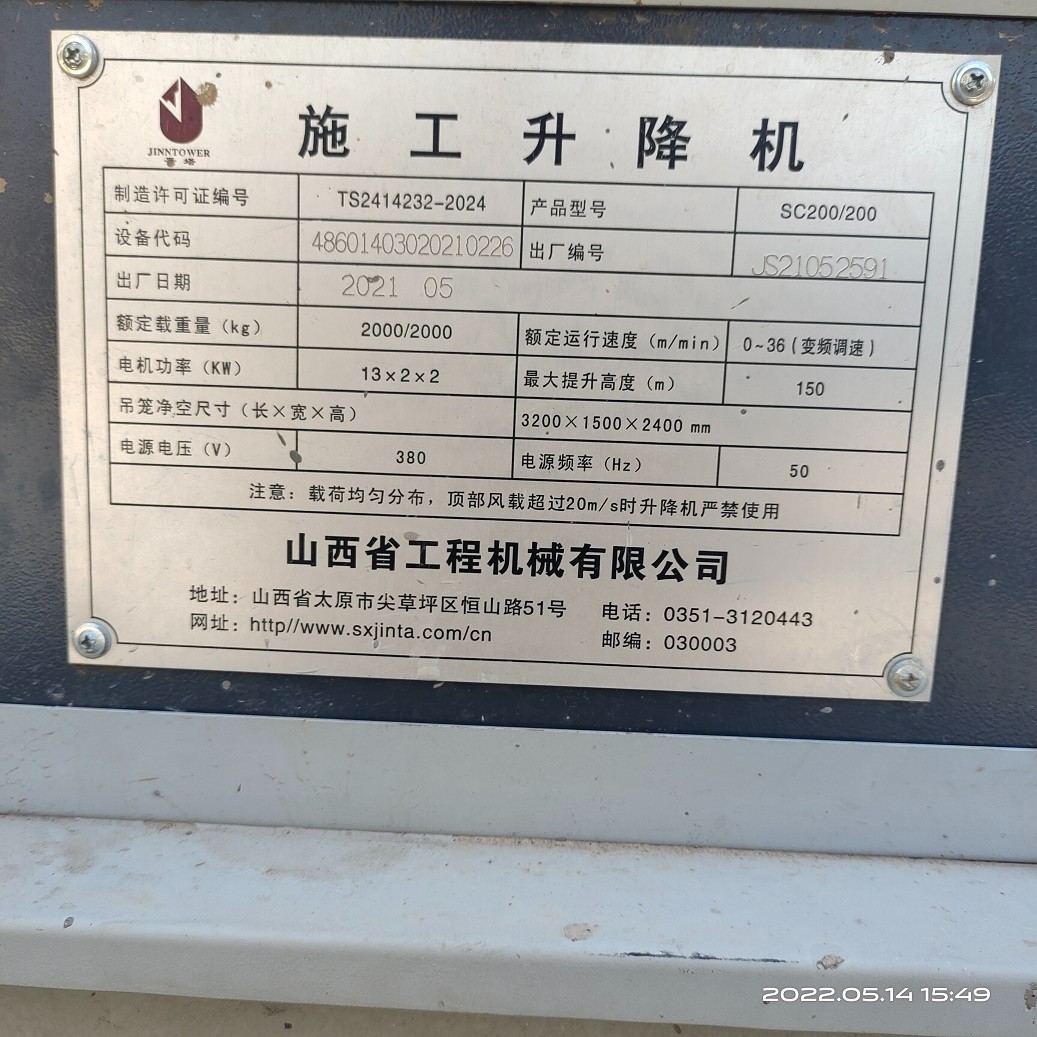 JINNTOWER
晋塔
施工升降机
制造许可证编号 TS2414232-2024 产品型号 SC200/200
设备代码 48601403020210226 出厂编号 JS21052591
出厂日期 2021 05
额定载重量（kg） 2000/2000 额定运行速度（m/min） 0~36（变频调速）
电机功率（KW） 13×2×2 最大提升高度（m） 150
吊笼净空尺寸（长×宽×高） 3200×1500×2400 mm
电源电压（V） 380 电源频率（Hz） 50
注意：载荷均匀分布，顶部风载超过20m/s时升降机严禁使用
山西省工程机械有限公司
地址：山西省太原市尖草坪区恒山路51号 电话：0351-3120443
网址：http//www.sxjinta.com/cn 邮编：030003
2022.05.14 15:49